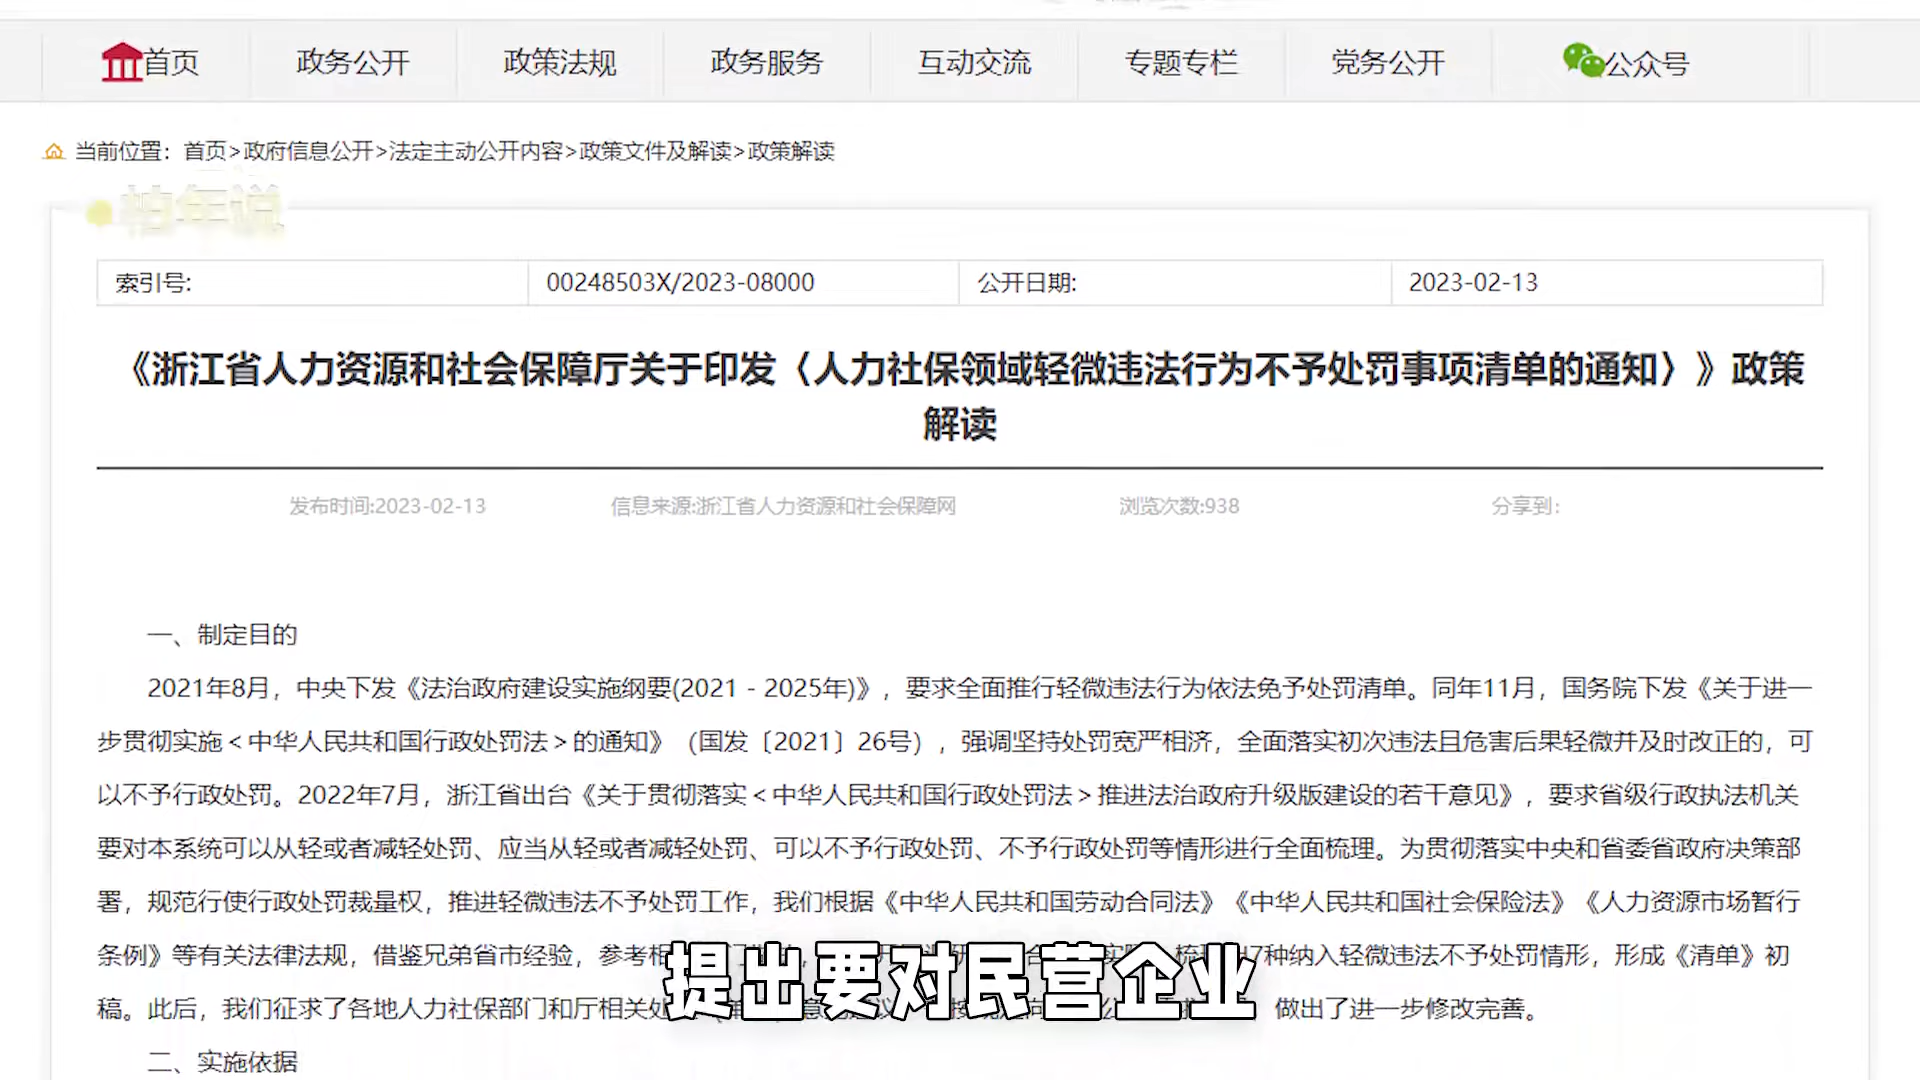 首页 政务公开 政策法规 政务服务 互动交流 专题专栏 党务公开 公众号
当前位置：首页>政府信息公开>法定主动公开内容>政策文件及解读>政策解读
柏年说
索引号: 00248503X/2023-08000 公开日期: 2023-02-13
《浙江省人力资源和社会保障厅关于印发〈人力社保领域轻微违法行为不予处罚事项清单的通知〉》政策
解读
发布时间:2023-02-13 信息来源:浙江省人力资源和社会保障网 浏览次数:938 分享到:
一、制定目的
2021年8月，中央下发《法治政府建设实施纲要(2021 - 2025年)》，要求全面推行轻微违法行为依法免予处罚清单。同年11月，国务院下发《关于进一
步贯彻实施＜中华人民共和国行政处罚法＞的通知》（国发〔2021〕26号），强调坚持处罚宽严相济，全面落实初次违法且危害后果轻微并及时改正的，可
以不予行政处罚。2022年7月，浙江省出台《关于贯彻落实＜中华人民共和国行政处罚法＞推进法治政府升级版建设的若干意见》，要求省级行政执法机关
要对本系统可以从轻或者减轻处罚、应当从轻或者减轻处罚、可以不予行政处罚、不予行政处罚等情形进行全面梳理。为贯彻落实中央和省委省政府决策部
署，规范行使行政处罚裁量权，推进轻微违法不予处罚工作，我们根据《中华人民共和国劳动合同法》《中华人民共和国社会保险法》《人力资源市场暂行
条例》等有关法律法规，借鉴兄弟省市经验，参考 7种纳入轻微违法不予处罚情形，形成《清单》初
稿。此后，我们征求了各地人力社保部门和厅相关处 做出了进一步修改完善。
提出要对民营企业
二、实施依据